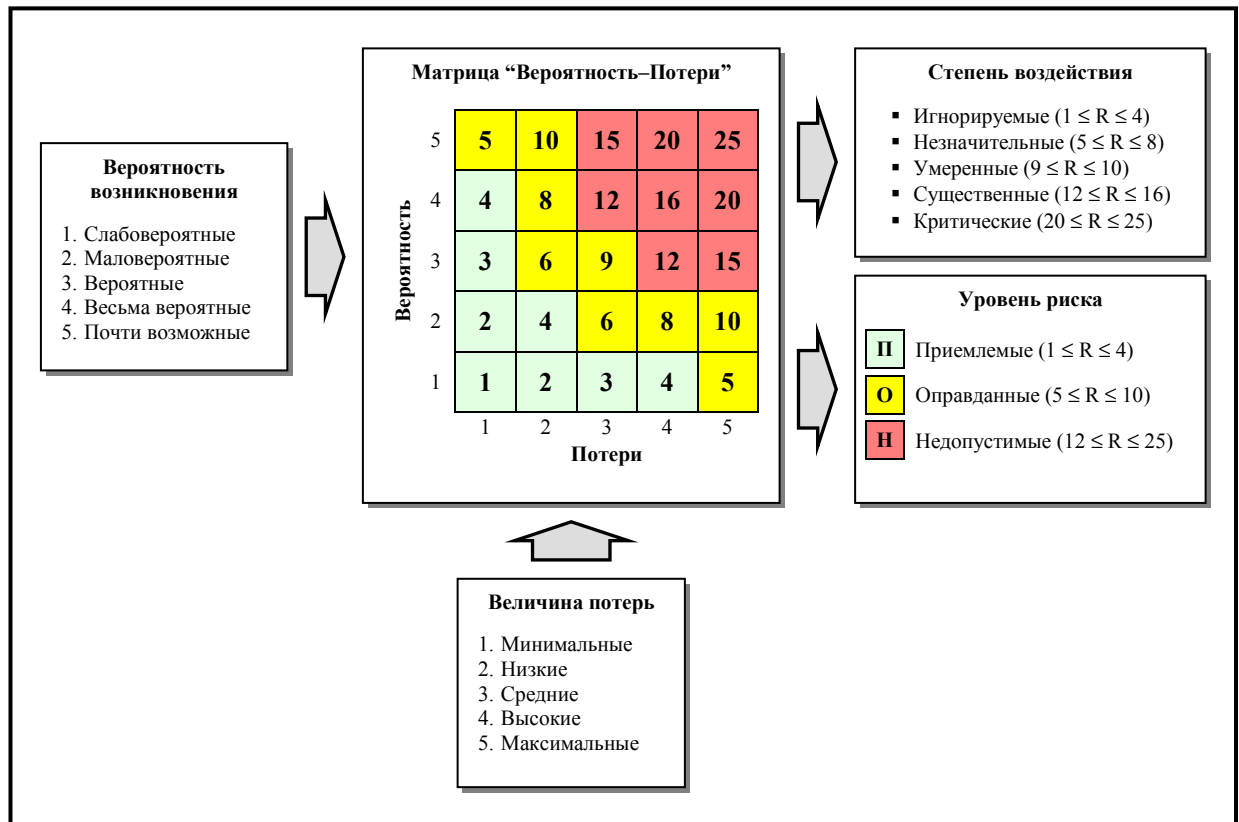 Вероятность
возникновения
1. Слабовероятные
2. Маловероятные
3. Вероятные
4. Весьма вероятные
5. Почти возможные
Матрица “Вероятность–Потери”
Вероятность
5 5 10 15 20 25
4 4 8 12 16 20
3 3 6 9 12 15
2 2 4 6 8 10
1 1 2 3 4 5
1 2 3 4 5
Потери
Степень воздействия
▪ Игнорируемые (1 ≤ R ≤ 4)
▪ Незначительные (5 ≤ R ≤ 8)
▪ Умеренные (9 ≤ R ≤ 10)
▪ Существенные (12 ≤ R ≤ 16)
▪ Критические (20 ≤ R ≤ 25)
Уровень риска
П Приемлемые (1 ≤ R ≤ 4)
О Оправданные (5 ≤ R ≤ 10)
Н Недопустимые (12 ≤ R ≤ 25)
Величина потерь
1. Минимальные
2. Низкие
3. Средние
4. Высокие
5. Максимальные